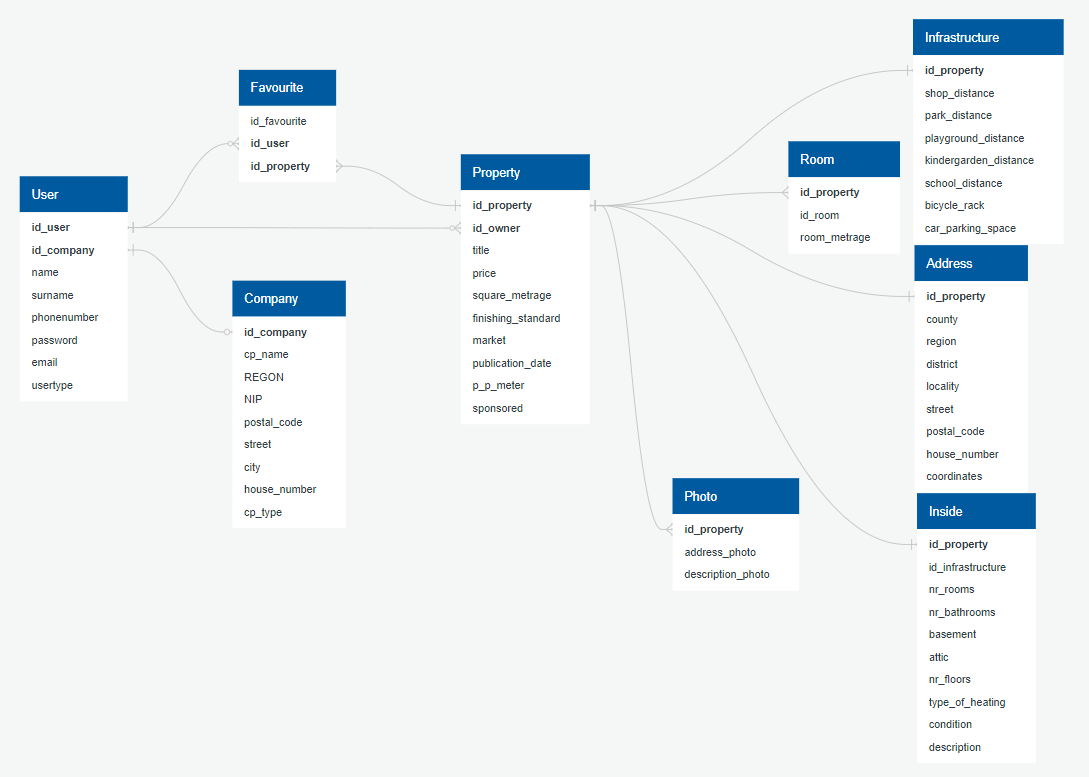 User
id_user
id_company
name
surname
phonenumber
password
email
usertype
Favourite
id_favourite
id_user
id_property
Company
id_company
cp_name
REGON
NIP
postal_code
street
city
house_number
cp_type
Property
id_property
id_owner
title
price
square_metrage
finishing_standard
market
publication_date
p_p_meter
sponsored
Photo
id_property
address_photo
description_photo
Room
id_property
id_room
room_metrage
Infrastructure
id_property
shop_distance
park_distance
playground_distance
kindergarden_distance
school_distance
bicycle_rack
car_parking_space
Address
id_property
county
region
district
locality
street
postal_code
house_number
coordinates
Inside
id_property
id_infrastructure
nr_rooms
nr_bathrooms
basement
attic
nr_floors
type_of_heating
condition
description